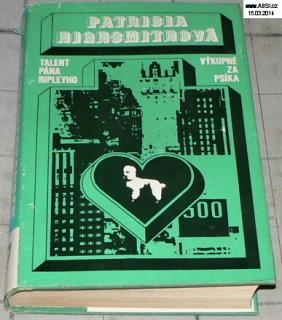 www.ABSI.cz
15.03.2014
PATRICIA
HIGHSMITHOVÁ
TALENT
PÁNA
RIPLEYHO
VÝKUPNÉ
ZA
PSÍKA
500